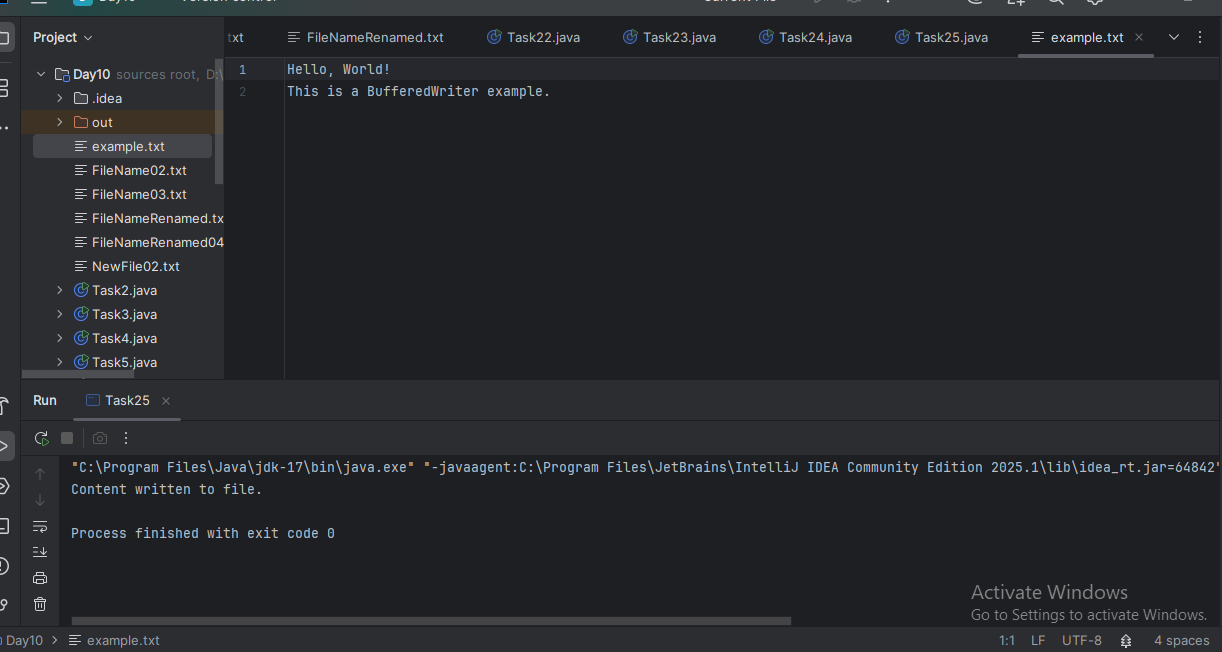 Project
txt
FileNameRenamed.txt
Task22.java
Task23.java
Task24.java
Task25.java
example.txt
Day10 sources root, D:\
.idea
out
example.txt
FileName02.txt
FileName03.txt
FileNameRenamed.tx
FileNameRenamed04
NewFile02.txt
Task2.java
Task3.java
Task4.java
Task5.java
1 Hello, World!
2 This is a BufferedWriter example.
Run
Task25
"C:\Program Files\Java\jdk-17\bin\java.exe" "-javaagent:C:\Program Files\JetBrains\IntelliJ IDEA Community Edition 2025.1\lib\idea_rt.jar=64842
Content written to file.
Process finished with exit code 0
Activate Windows
Go to Settings to activate Windows.
Day10 > example.txt
1:1 LF UTF-8 4 spaces